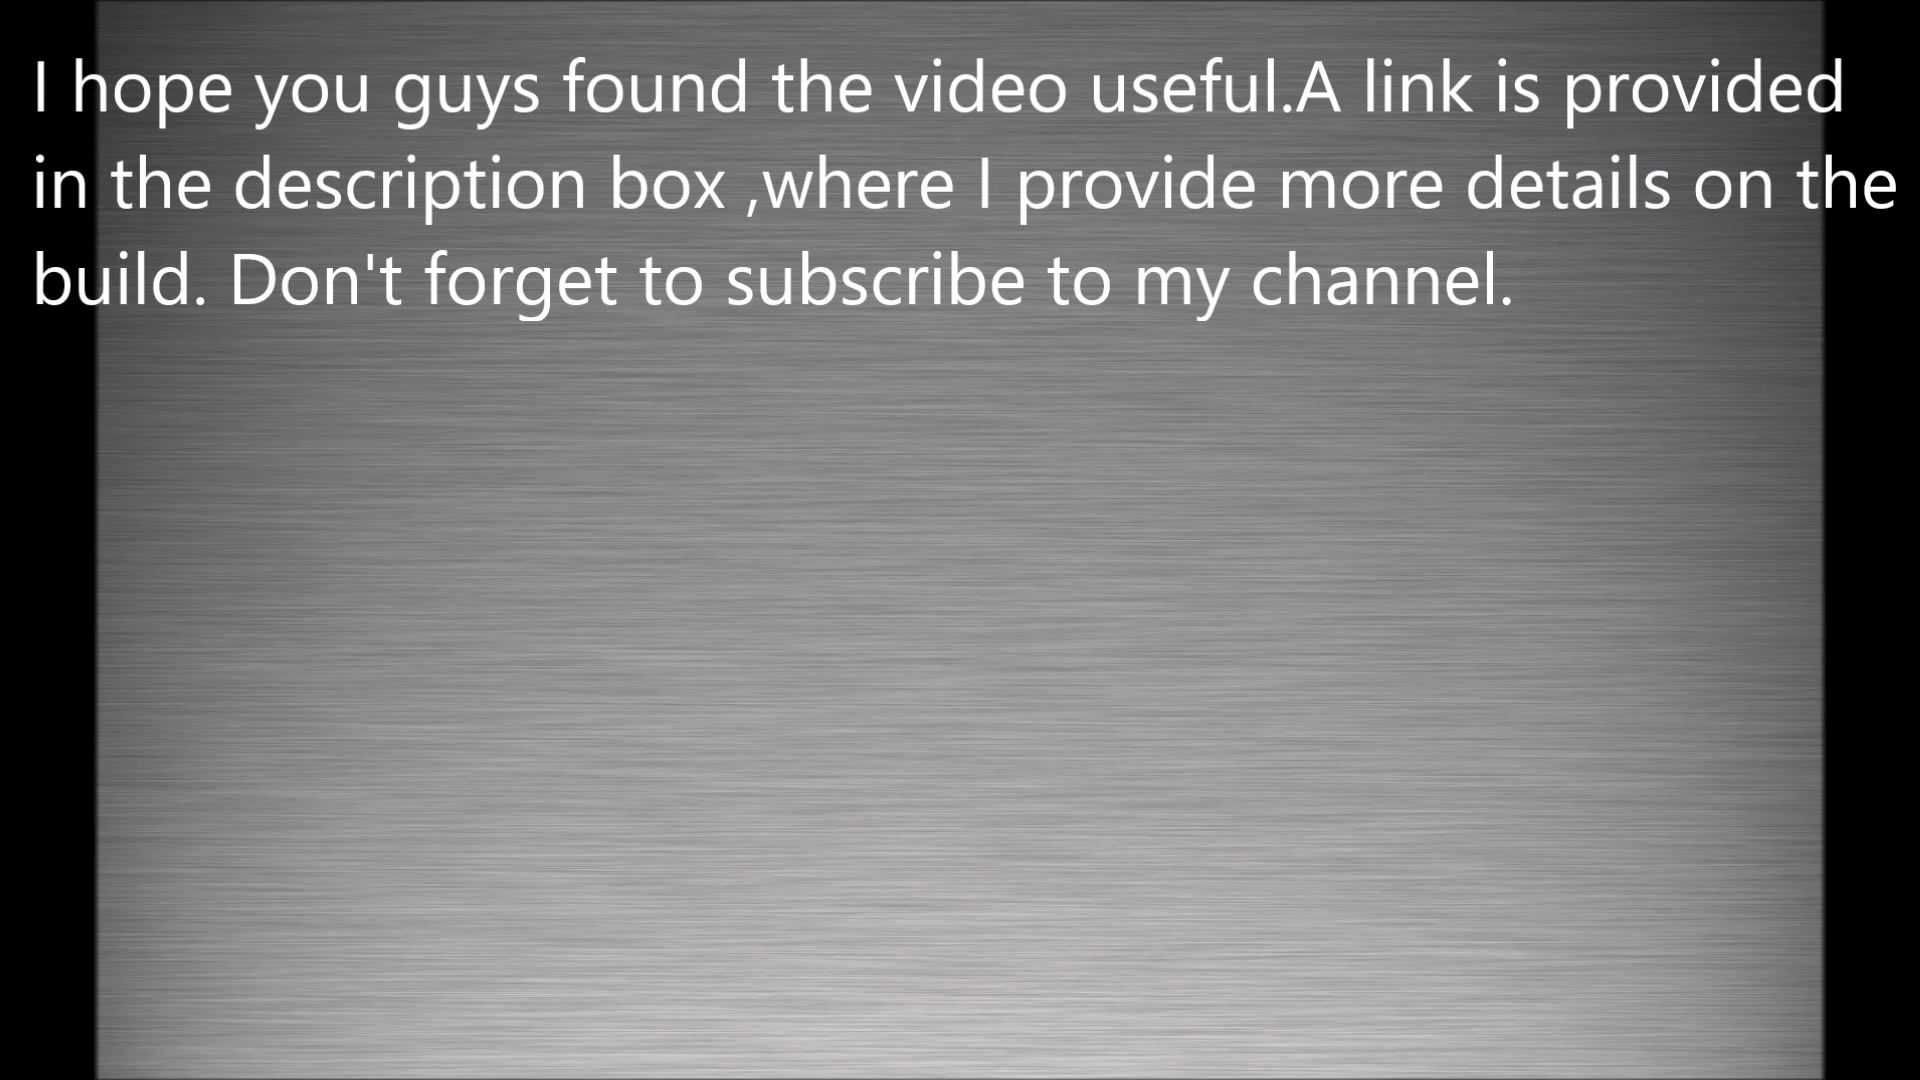 I hope you guys found the video useful.A link is provided
in the description box ,where I provide more details on the
build. Don't forget to subscribe to my channel.